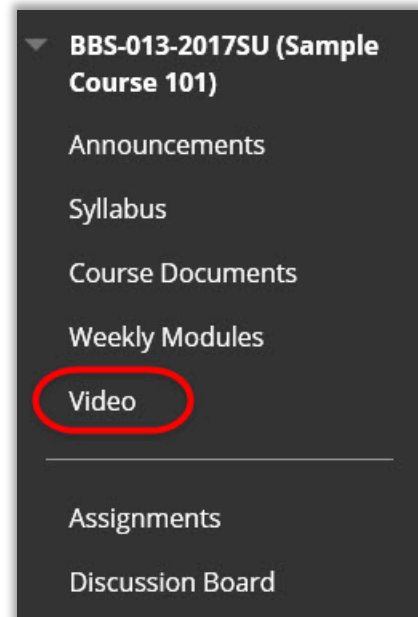 BBS-013-2017SU (Sample
Course 101)
Announcements
Syllabus
Course Documents
Weekly Modules
Video
Assignments
Discussion Board